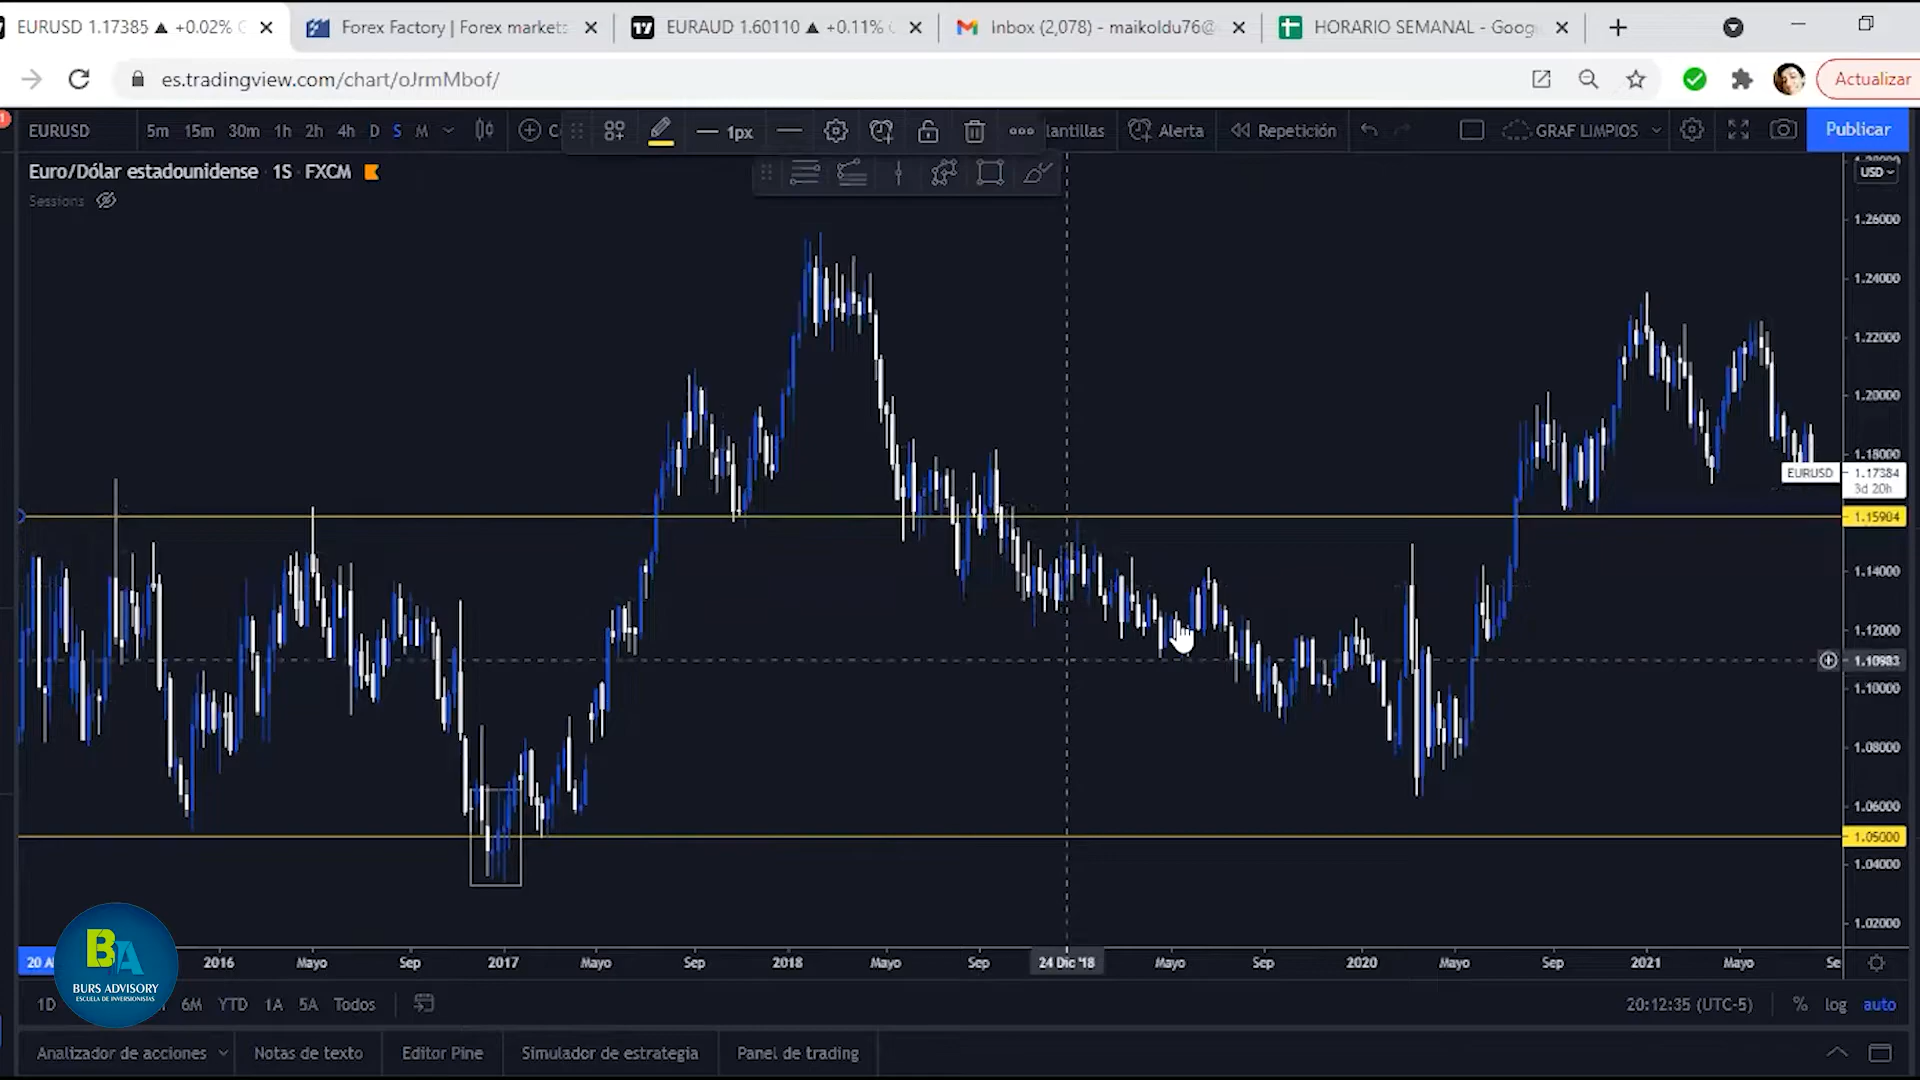 EURUSD 1.17385 ▲ +0.02%
Forex Factory | Forex markets
EURAUD 1.60110 ▲ +0.11%
Inbox (2,078) - maikoldu76@
HORARIO SEMANAL - Goog
es.tradingview.com/chart/oJrmMbof/
Actualizar
EURUSD 5m 15m 30m 1h 2h 4h D S M 1px lantillas Alerta Repetición GRAF LIMPIOS Publicar
Euro/Dólar estadounidense · 1S · FXCM
USD
Sessions
1.26000
1.24000
1.22000
1.20000
1.18000
EURUSD 1.17384
3d 20h
1.15904
1.14000
1.12000
1.10983
1.10000
1.08000
1.06000
1.05000
1.04000
1.02000
2016 Mayo Sep 2017 Mayo Sep 2018 Mayo Sep 24 Dic '18 Mayo Sep 2020 Mayo Sep 2021 Mayo Se
BA
BURS ADVISORY
ESCUELA DE INVERSIONISTAS
1D 6M YTD 1A 5A Todos 20:12:35 (UTC-5) % log auto
Analizador de acciones Notas de texto Editor Pine Simulador de estrategia Panel de trading